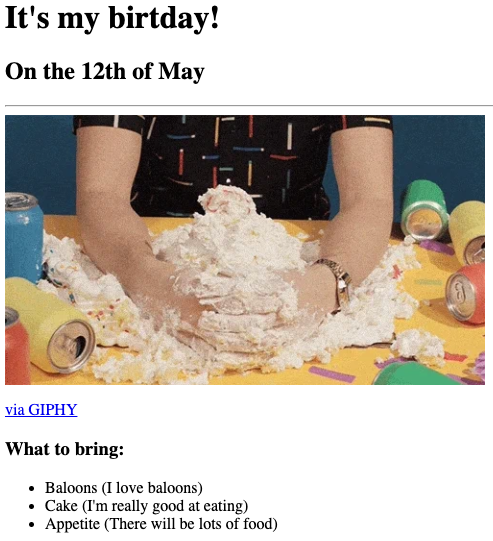 It's my birtday!
On the 12th of May
via GIPHY
What to bring:
Baloons (I love baloons)
Cake (I'm really good at eating)
Appetite (There will be lots of food)